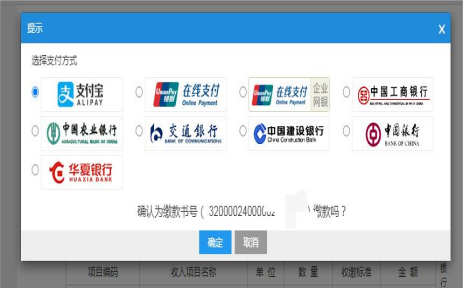 提示 X
选择支付方式
支付宝 ALIPAY
UnionPay 银联 在线支付 Online Payment
UnionPay 银联 在线支付 Online Payment 企业网银
中国工商银行
中国农业银行 AGRICULTURAL BANK OF CHINA
交通银行 BANK OF COMMUNICATIONS
中国建设银行 China Construction Bank
中国银行 BANK OF CHINA
华夏银行 HUAXIA BANK
确认为缴款书号( 32000024000002 )缴款吗?
确定 取消
项目编码 收入项目名称 单 位 数 量 收缴标准 金 额 银行